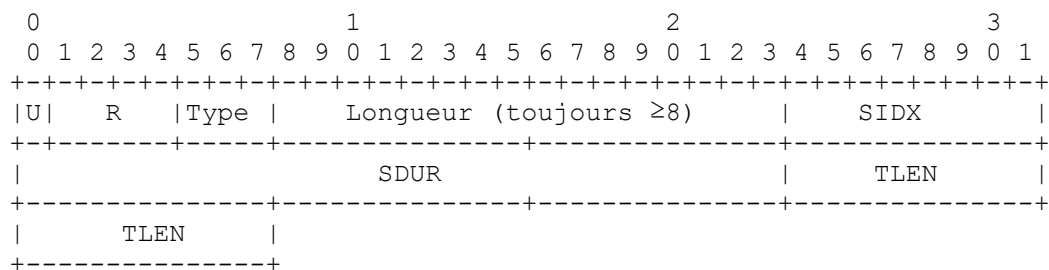 0                   1                   2                   3
 0 1 2 3 4 5 6 7 8 9 0 1 2 3 4 5 6 7 8 9 0 1 2 3 4 5 6 7 8 9 0 1
+-+-+-+-+-+-+-+-+-+-+-+-+-+-+-+-+-+-+-+-+-+-+-+-+-+-+-+-+-+-+-+-+
|U|   R   |Type |    Longueur (toujours ≥8)     |     SIDX      |
+-+-------+-----+---------------+---------------+---------------+
|                      SDUR                     |     TLEN      |
+---------------+---------------+---------------+---------------+
|      TLEN     |
+---------------+